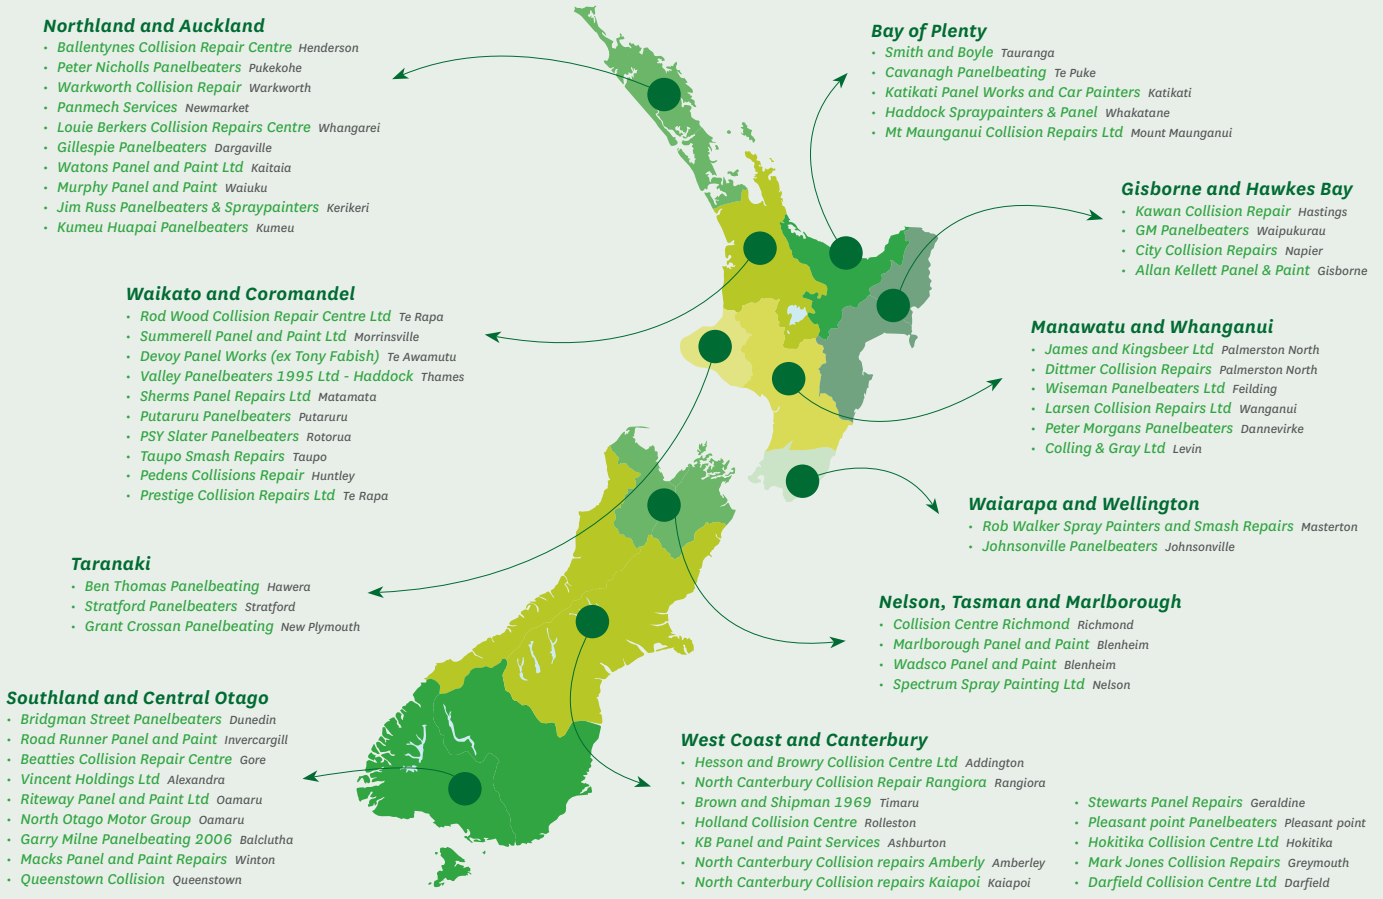 Northland and Auckland
• Ballentynes Collision Repair Centre Henderson
• Peter Nicholls Panelbeaters Pukekohe
• Warkworth Collision Repair Warkworth
• Panmech Services Newmarket
• Louie Berkers Collision Repairs Centre Whangarei
• Gillespie Panelbeaters Dargaville
• Watons Panel and Paint Ltd Kaitaia
• Murphy Panel and Paint Waiuku
• Jim Russ Panelbeaters & Spraypainters Kerikeri
• Kumeu Huapai Panelbeaters Kumeu
Bay of Plenty
• Smith and Boyle Tauranga
• Cavanagh Panelbeating Te Puke
• Katikati Panel Works and Car Painters Katikati
• Haddock Spraypainters & Panel Whakatane
• Mt Maunganui Collision Repairs Ltd Mount Maunganui
Gisborne and Hawkes Bay
• Kawan Collision Repair Hastings
• GM Panelbeaters Waipukurau
• City Collision Repairs Napier
• Allan Kellett Panel & Paint Gisborne
Waikato and Coromandel
• Rod Wood Collision Repair Centre Ltd Te Rapa
• Summerell Panel and Paint Ltd Morrinsville
• Devoy Panel Works (ex Tony Fabish) Te Awamutu
• Valley Panelbeaters 1995 Ltd - Haddock Thames
• Sherms Panel Repairs Ltd Matamata
• Putaruru Panelbeaters Putaruru
• PSY Slater Panelbeaters Rotorua
• Taupo Smash Repairs Taupo
• Pedens Collisions Repair Huntley
• Prestige Collision Repairs Ltd Te Rapa
Manawatu and Whanganui
• James and Kingsbeer Ltd Palmerston North
• Dittmer Collision Repairs Palmerston North
• Wiseman Panelbeaters Ltd Feilding
• Larsen Collision Repairs Ltd Wanganui
• Peter Morgans Panelbeaters Dannevirke
• Colling & Gray Ltd Levin
Waiarapa and Wellington
• Rob Walker Spray Painters and Smash Repairs Masterton
• Johnsonville Panelbeaters Johnsonville
Taranaki
• Ben Thomas Panelbeating Hawera
• Stratford Panelbeaters Stratford
• Grant Crossan Panelbeating New Plymouth
Nelson, Tasman and Marlborough
• Collision Centre Richmond Richmond
• Marlborough Panel and Paint Blenheim
• Wadsco Panel and Paint Blenheim
• Spectrum Spray Painting Ltd Nelson
Southland and Central Otago
• Bridgman Street Panelbeaters Dunedin
• Road Runner Panel and Paint Invercargill
• Beatties Collision Repair Centre Gore
• Vincent Holdings Ltd Alexandra
• Riteway Panel and Paint Ltd Oamaru
• North Otago Motor Group Oamaru
• Garry Milne Panelbeating 2006 Balclutha
• Macks Panel and Paint Repairs Winton
• Queenstown Collision Queenstown
West Coast and Canterbury
• Hesson and Browry Collision Centre Ltd Addington
• North Canterbury Collision Repair Rangiora Rangiora
• Brown and Shipman 1969 Timaru
• Holland Collision Centre Rolleston
• KB Panel and Paint Services Ashburton
• North Canterbury Collision repairs Amberly Amberley
• North Canterbury Collision repairs Kaiapoi Kaiapoi
• Stewarts Panel Repairs Geraldine
• Pleasant point Panelbeaters Pleasant point
• Hokitika Collision Centre Ltd Hokitika
• Mark Jones Collision Repairs Greymouth
• Darfield Collision Centre Ltd Darfield